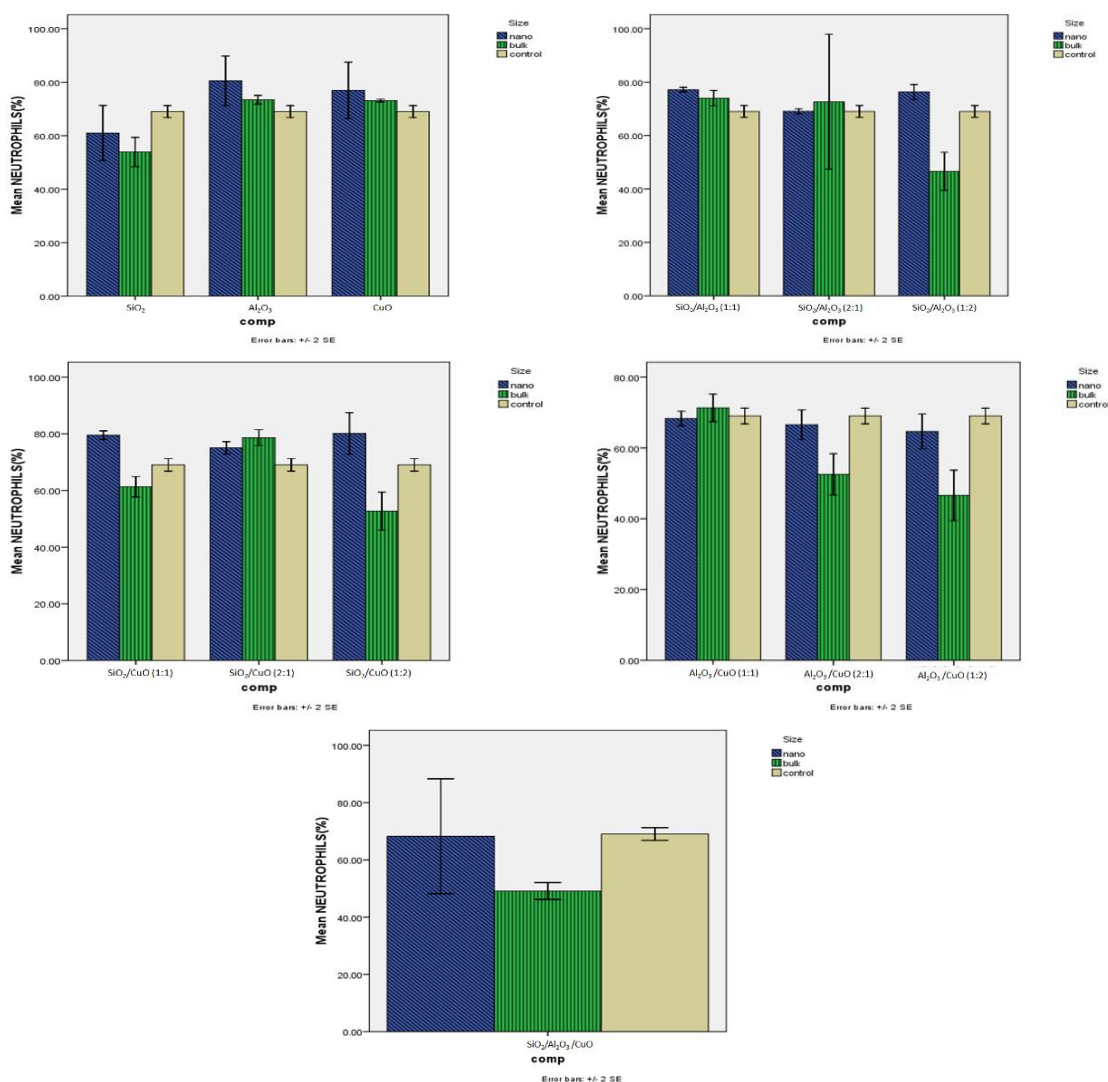 Size
nano
bulk
control
100.00
80.00
60.00
40.00
20.00
0.00
Mean NEUTROPHILS(%)
SiO₂ Al₂O₃ CuO
comp
Error bars: +/- 2 SE
Size
nano
bulk
control
100.00
80.00
60.00
40.00
20.00
0.00
Mean NEUTROPHILS(%)
SiO₂/Al₂O₃ (1:1) SiO₂/Al₂O₃ (2:1) SiO₂/Al₂O₃ (1:2)
comp
Error bars: +/- 2 SE
Size
nano
bulk
control
100.00
80.00
60.00
40.00
20.00
0.00
Mean NEUTROPHILS(%)
SiO₂/CuO (1:1) SiO₂/CuO (2:1) SiO₂/CuO (1:2)
comp
Error bars: +/- 2 SE
Size
nano
bulk
control
80.00
60.00
40.00
20.00
0.00
Mean NEUTROPHILS(%)
Al₂O₃/CuO (1:1) Al₂O₃/CuO (2:1) Al₂O₃/CuO (1:2)
comp
Error bars: +/- 2 SE
Size
nano
bulk
control
100.00
80.00
60.00
40.00
20.00
0.00
Mean NEUTROPHILS(%)
SiO₂/Al₂O₃/CuO
comp
Error bars: +/- 2 SE